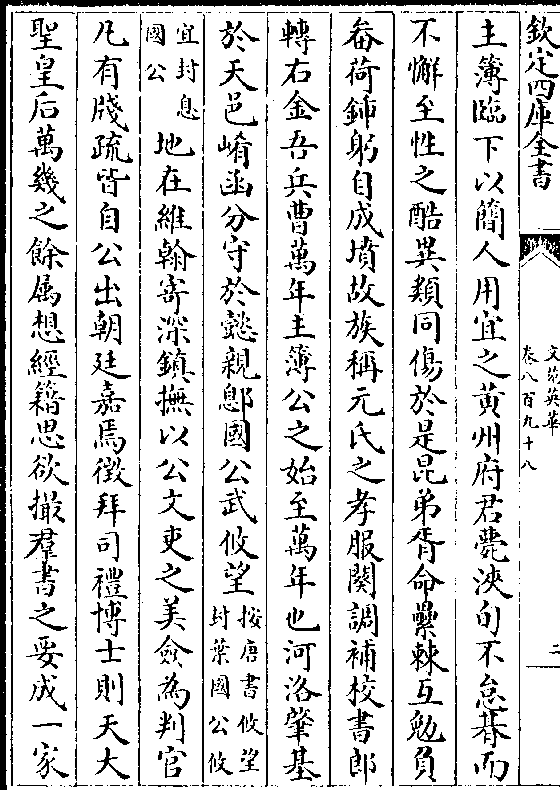 欽定四庫全書
文苑英華
卷八百九十八
二
主簿臨下以簡人用宜之黄州府君薨浹旬不怠朞而
不懈至性之酷異類同傷於是昆弟胥命纍棘互勉負
畚荷鍤躬自成墳故族稱元氏之孝服闋調補校書郎
轉右金吾兵曹萬年主簿公之始至萬年也河洛肇基
於天邑崤函分守於懿親鄎國公武攸望按唐書攸望封葉國公攸
宜封息國公地在維翰寄深鎮撫以公文吏之美僉為判官
凡有牋疏皆自公出朝廷嘉焉徵拜司禮博士則天大
聖皇后萬幾之餘属想經籍思欲撮羣書之要成一家